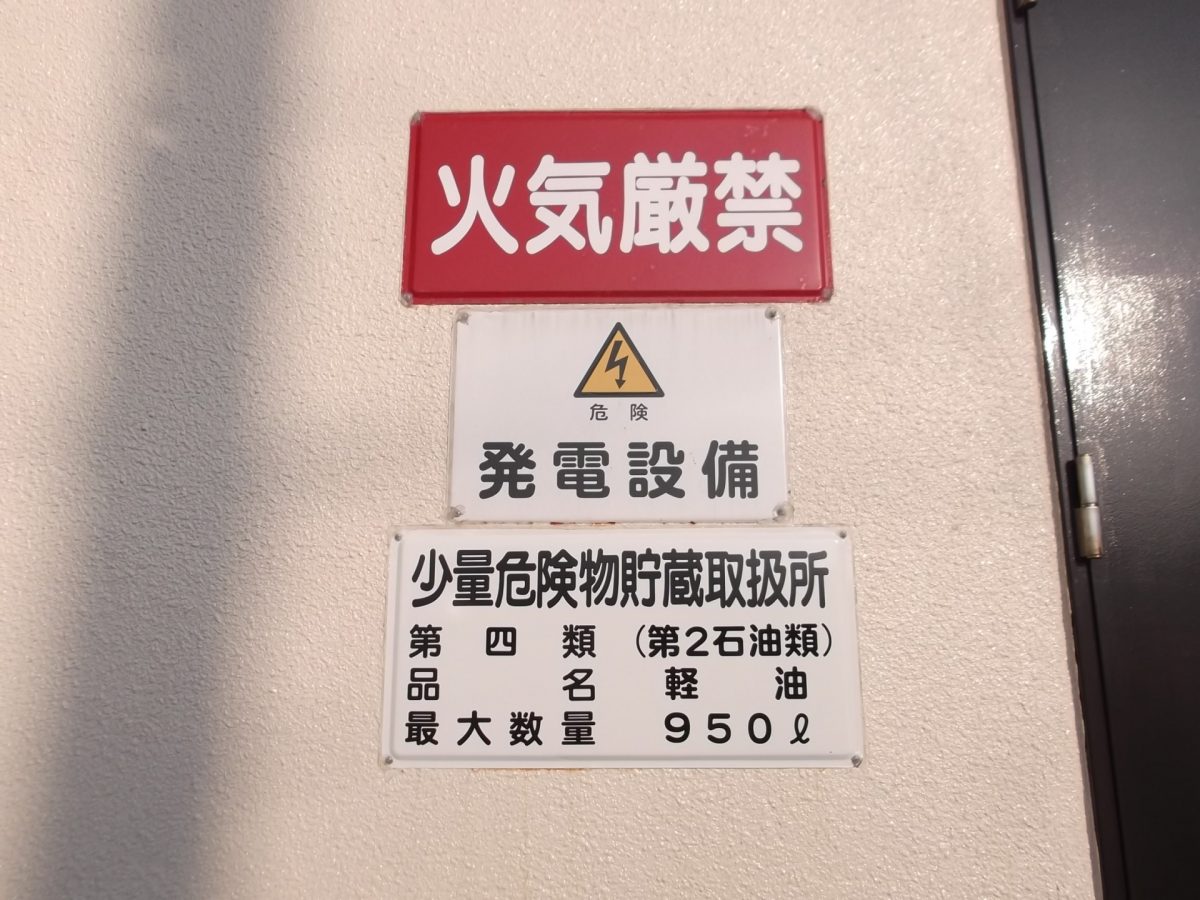 火気厳禁
危険
発電設備
少量危険物貯蔵取扱所
第四類（第2石油類）
品名 軽油
最大数量 950ℓ